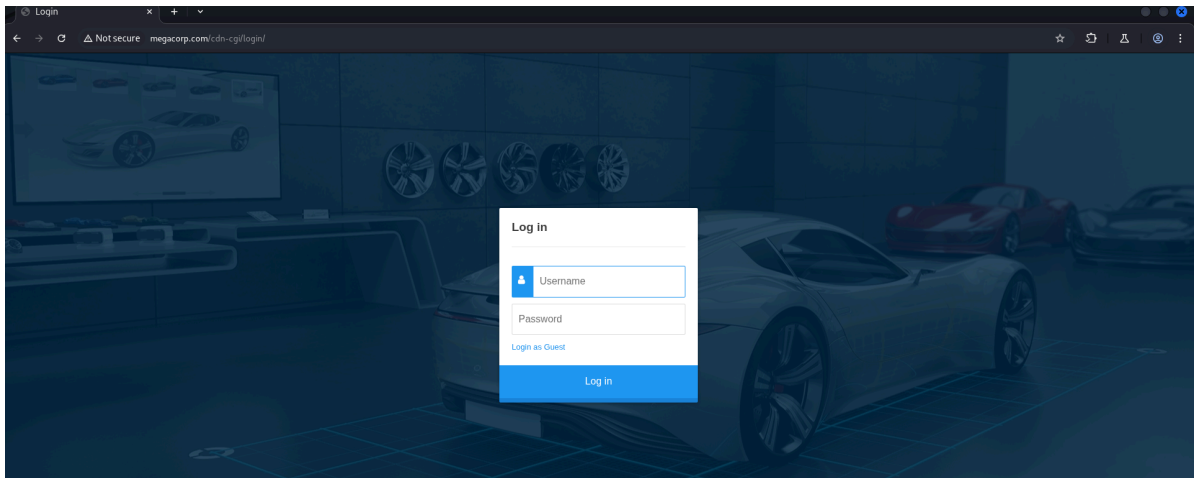 Login
Not secure megacorp.com/cdn-cgi/login/
Log in
Username
Password
Login as Guest
Log in